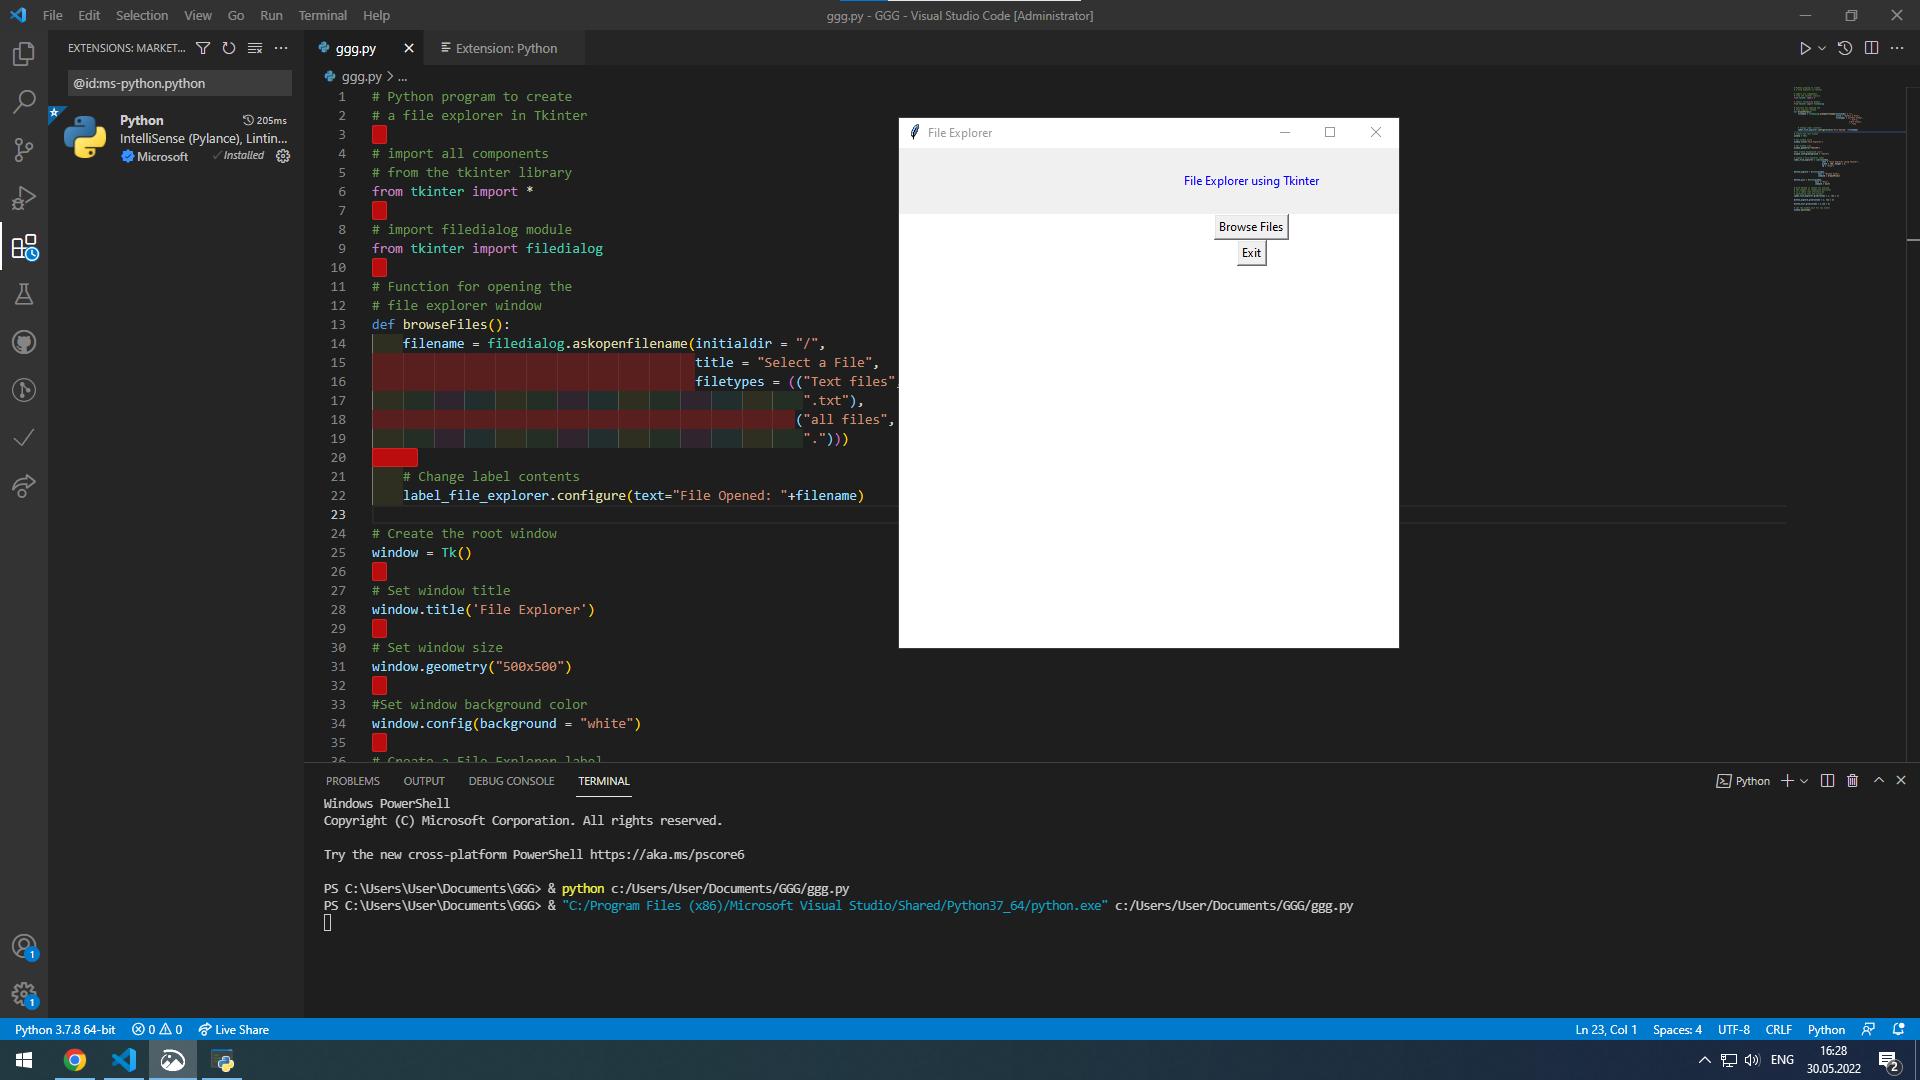 File Edit Selection View Go Run Terminal Help
ggg.py - GGG - Visual Studio Code [Administrator]
EXTENSIONS: MARKET...
@id:ms-python.python
Python 205ms
IntelliSense (Pylance), Lintin...
Microsoft Installed
ggg.py
Extension: Python
ggg.py > ...
1 # Python program to create
2 # a file explorer in Tkinter
3
4 # import all components
5 # from the tkinter library
6 from tkinter import *
7
8 # import filedialog module
9 from tkinter import filedialog
10
11 # Function for opening the
12 # file explorer window
13 def browseFiles():
14 filename = filedialog.askopenfilename(initialdir = "/",
15 title = "Select a File",
16 filetypes = (("Text files",
17 ".txt"),
18 ("all files",
19 ".")))
20
21 # Change label contents
22 label_file_explorer.configure(text="File Opened: "+filename)
23
24 # Create the root window
25 window = Tk()
26
27 # Set window title
28 window.title('File Explorer')
29
30 # Set window size
31 window.geometry("500x500")
32
33 #Set window background color
34 window.config(background = "white")
35
36 # Create a File Explorer label
File Explorer
File Explorer using Tkinter
Browse Files
Exit
PROBLEMS OUTPUT DEBUG CONSOLE TERMINAL
Python
Windows PowerShell
Copyright (C) Microsoft Corporation. All rights reserved.
Try the new cross-platform PowerShell https://aka.ms/pscore6
PS C:\Users\User\Documents\GGG> & python c:/Users/User/Documents/GGG/ggg.py
PS C:\Users\User\Documents\GGG> & "C:/Program Files (x86)/Microsoft Visual Studio/Shared/Python37_64/python.exe" c:/Users/User/Documents/GGG/ggg.py
1
1
Python 3.7.8 64-bit 0 0 Live Share
Ln 23, Col 1 Spaces: 4 UTF-8 CRLF Python
ENG
16:28
30.05.2022
2